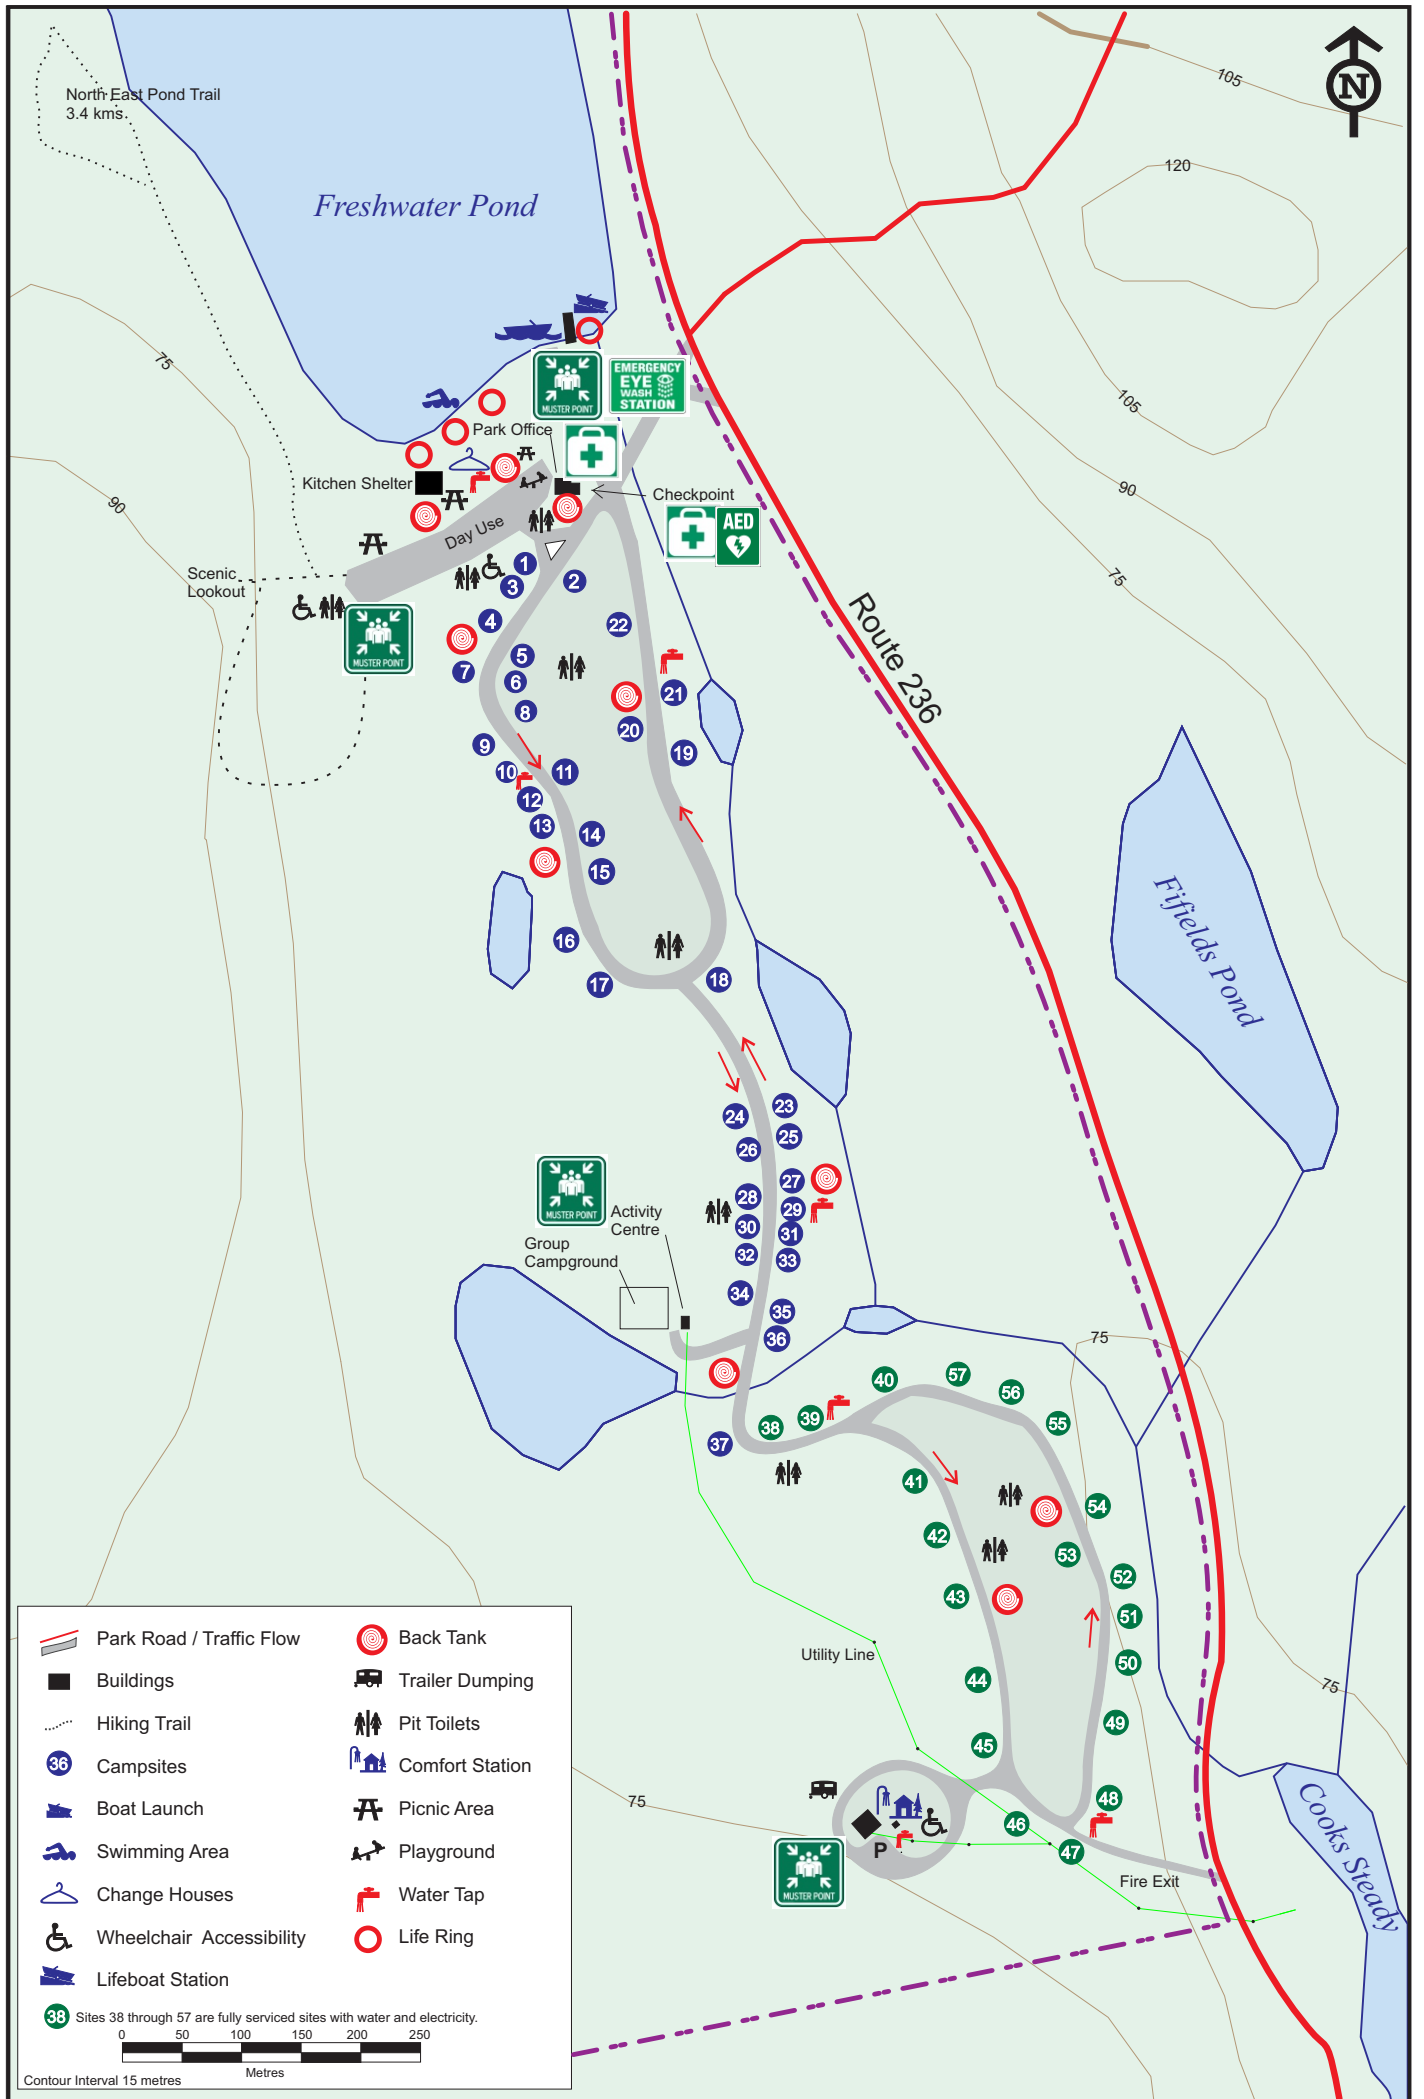 N
105
120
North East Pond Trail
3.4 kms
Freshwater Pond
75
105
90
90
75
MUSTER POINT
EMERGENCY
EYE
WASH
STATION
Park Office
Kitchen Shelter
Checkpoint
AED
Day Use
Scenic
Lookout
MUSTER POINT
Route 236
Fifields Pond
1
2
3
4
22
5
7
6
21
8
20
9
19
10
11
12
13
14
15
16
17
18
23
24
25
26
27
28
29
30
31
32
33
34
35
36
MUSTER POINT
Activity
Centre
Group
Campground
75
40
57
56
39
38
55
37
41
54
42
53
52
43
51
50
Utility Line
44
75
49
45
48
75
46
47
P
MUSTER POINT
Fire Exit
Cooks Steady
Park Road / Traffic Flow
Buildings
Hiking Trail
36
Campsites
Boat Launch
Swimming Area
Change Houses
Wheelchair Accessibility
Lifeboat Station
Back Tank
Trailer Dumping
Pit Toilets
Comfort Station
Picnic Area
Playground
Water Tap
Life Ring
38 Sites 38 through 57 are fully serviced sites with water and electricity.
0 50 100 150 200 250
Metres
Contour Interval 15 metres